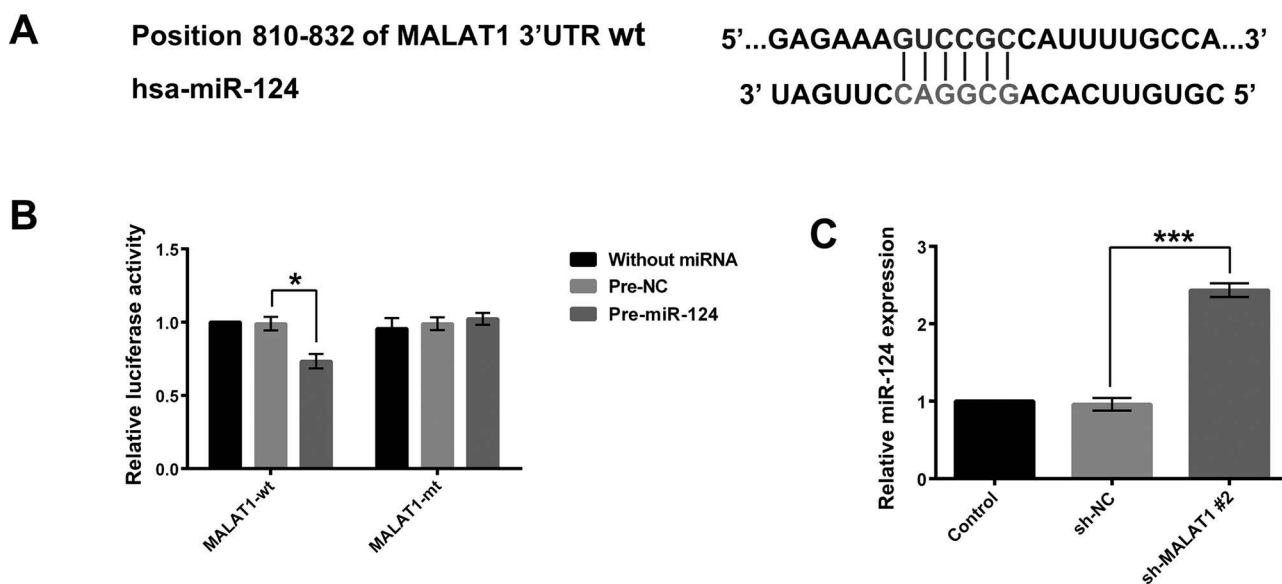 A
Position 810-832 of MALAT1 3'UTR wt
5'...GAGAAAGUCCGCCAUUUUGCCA...3'
hsa-miR-124
3' UAGUUCCAGGCGACACUUGUGC 5'
B
Relative luciferase activity
1.5
1.0
0.5
0.0
*
MALAT1-wt
MALAT1-mt
Without miRNA
Pre-NC
Pre-miR-124
C
Relative miR-124 expression
3
2
1
0
***
Control
sh-NC
sh-MALAT1 #2